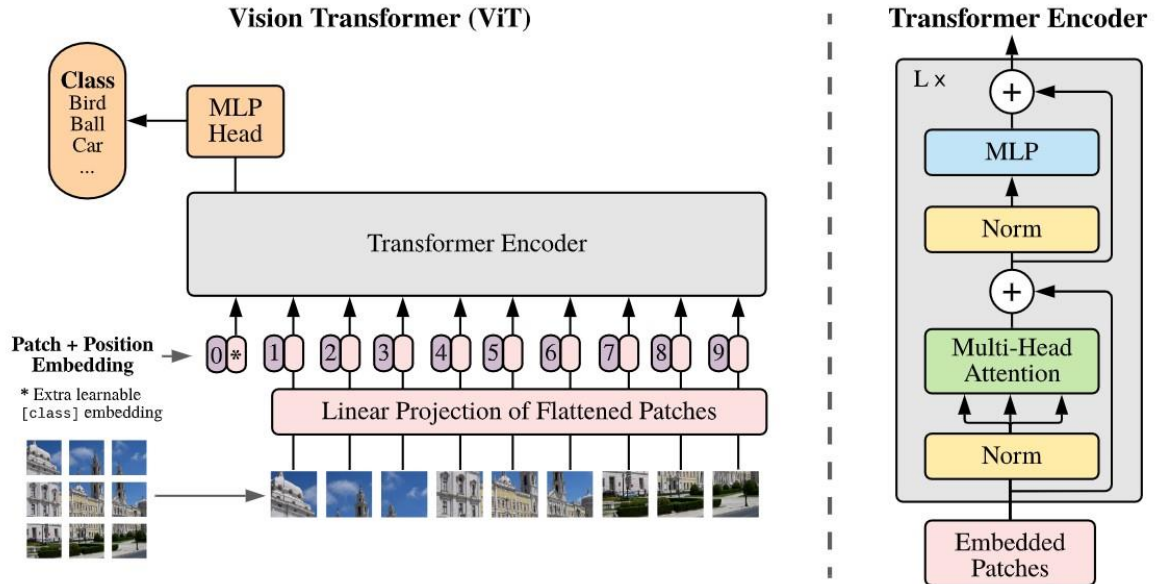 Vision Transformer (ViT)
Class
Bird
Ball
Car
...
MLP
Head
Transformer Encoder
Patch + Position
Embedding
0 * 1 2 3 4 5 6 7 8 9
* Extra learnable
[class] embedding
Linear Projection of Flattened Patches
Transformer Encoder
L x
+
MLP
Norm
+
Multi-Head
Attention
Norm
Embedded
Patches